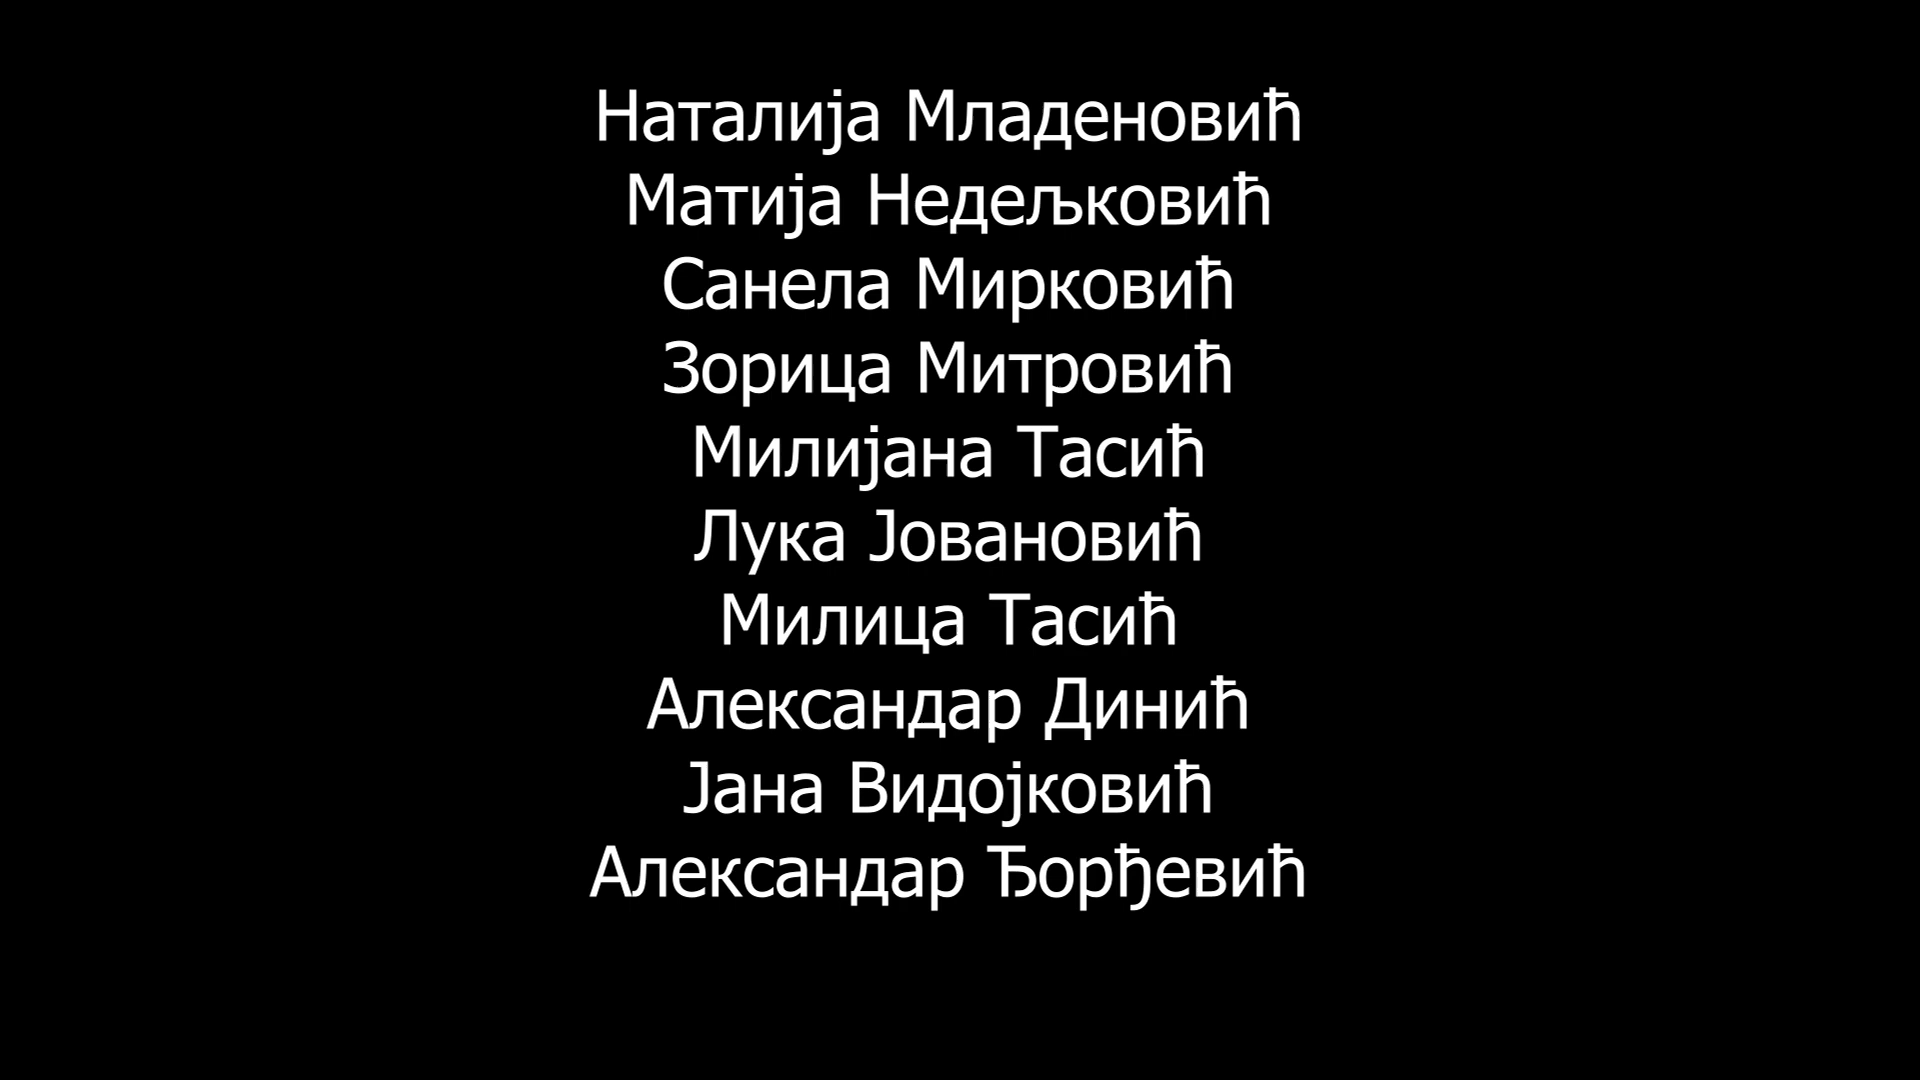 Наталија Младеновић
Матија Недељковић
Санела Мирковић
Зорица Митровић
Милијана Тасић
Лука Јовановић
Милица Тасић
Александар Динић
Јана Видојковић
Александар Ђорђевић